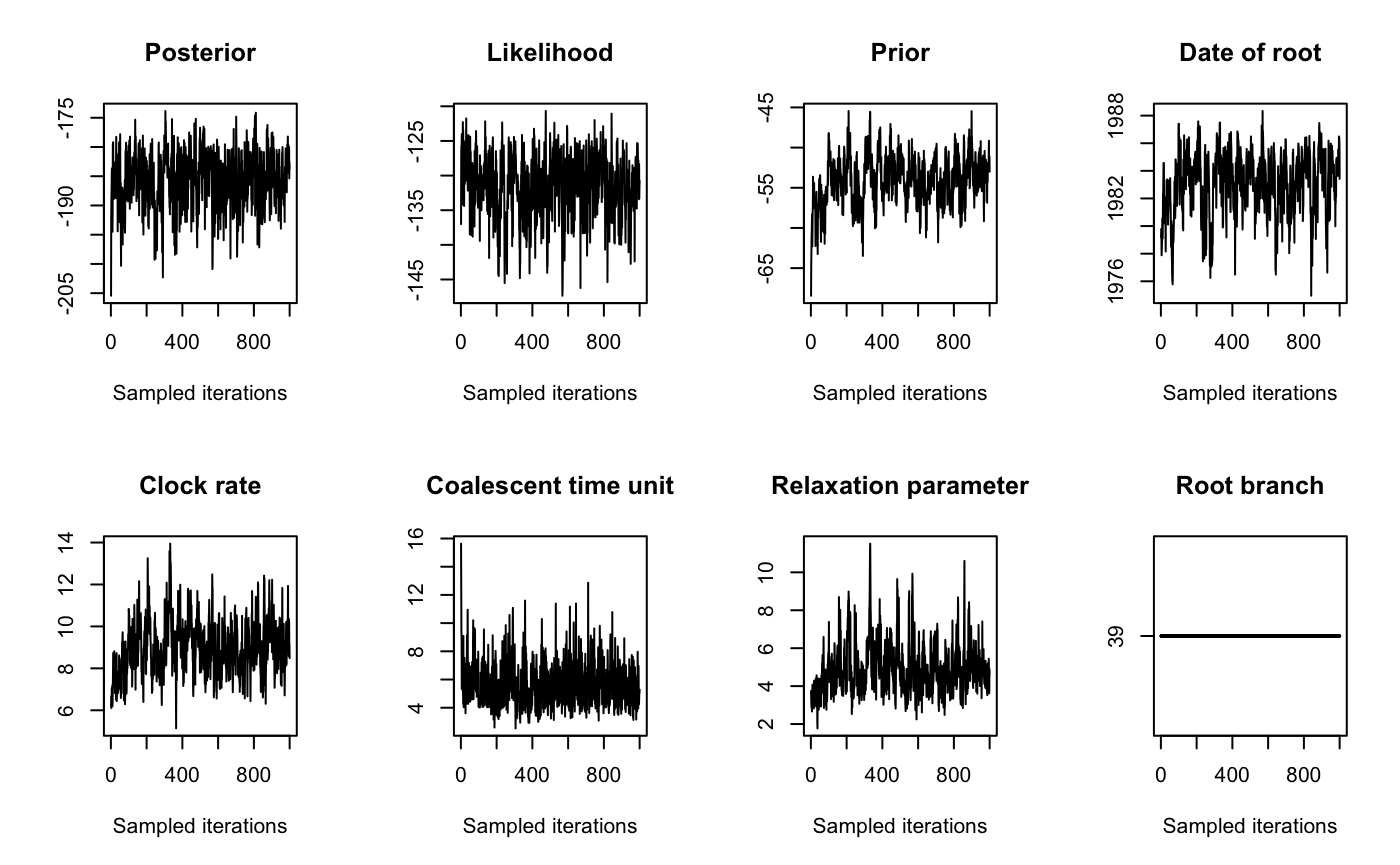 Posterior Likelihood Prior Date of root
-175 -190 -205
-125 -135 -145
-45 -55 -65
1988 1982 1976
0 400 800 0 400 800 0 400 800 0 400 800
Sampled iterations Sampled iterations Sampled iterations Sampled iterations
Clock rate Coalescent time unit Relaxation parameter Root branch
14 12 10 8 6
16 12 8 4
10 8 6 4 2
39
0 400 800 0 400 800 0 400 800 0 400 800
Sampled iterations Sampled iterations Sampled iterations Sampled iterations